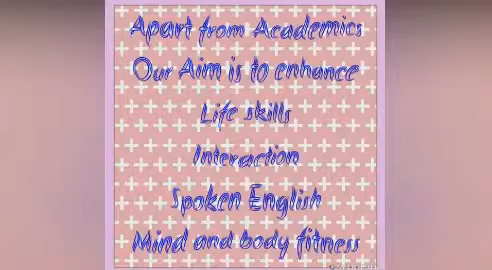 Apart from Academics
Our Aim is to enhance
Life skills
Interaction
Spoken English
Mind and body fitness